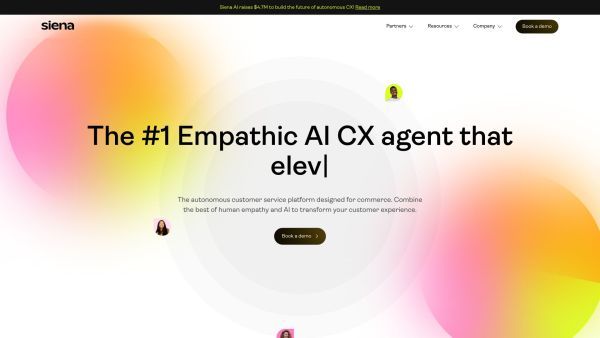 Siena AI raises $4.7M to build the future of autonomous CX! Read more
siena
Partners
Resources
Company
Book a demo
The #1 Empathic AI CX agent that
elev|
The autonomous customer service platform designed for commerce. Combine
the best of human empathy and AI to transform your customer experience.
Book a demo